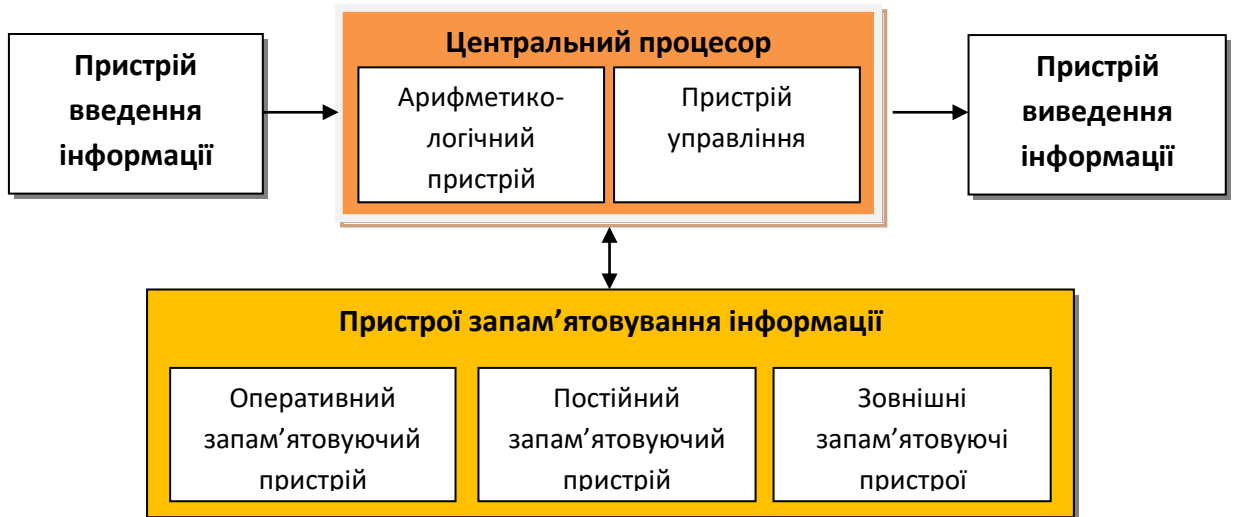 Пристрій
введення
інформації
Центральний процесор
Арифметико-
логічний
пристрій
Пристрій
управління
Пристрій
виведення
інформації
Пристрої запам’ятовування інформації
Оперативний
запам’ятовуючий
пристрій
Постійний
запам’ятовуючий
пристрій
Зовнішні
запам’ятовуючі
пристрої